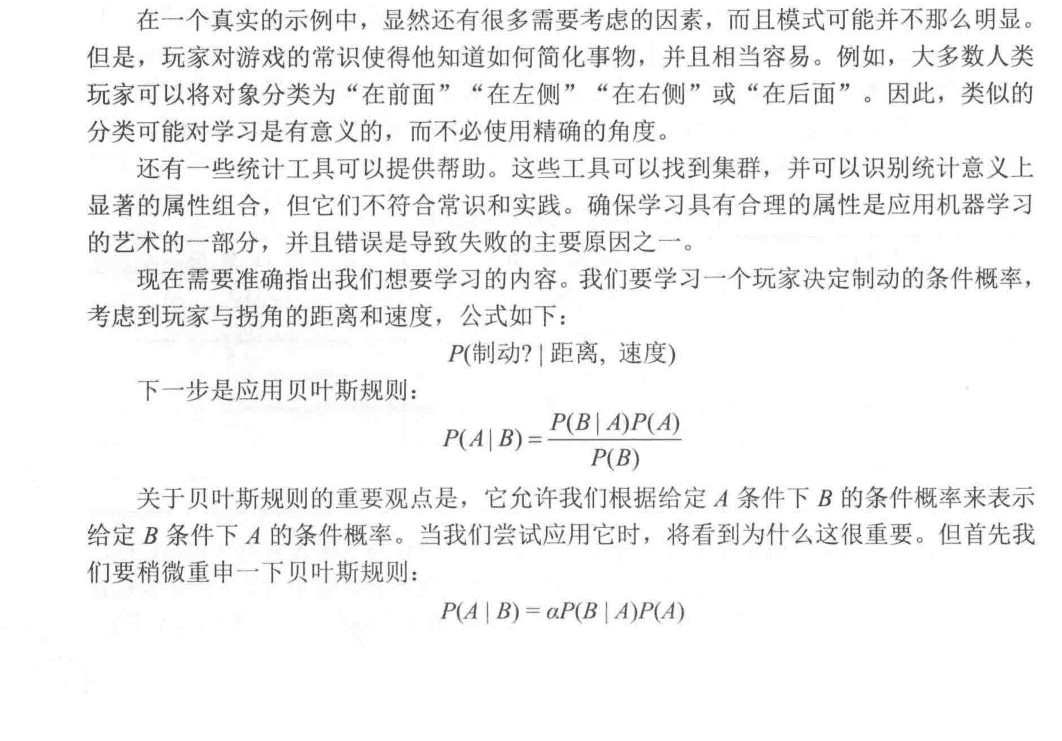 在一个真实的示例中，显然还有很多需要考虑的因素，而且模式可能并不那么明显。
但是，玩家对游戏的常识使得他知道如何简化事物，并且相当容易。例如，大多数人类
玩家可以将对象分类为“在前面”“在左侧”“在右侧”或“在后面”。因此，类似的
分类可能对学习是有意义的，而不必使用精确的角度。
还有一些统计工具可以提供帮助。这些工具可以找到集群，并可以识别统计意义上
显著的属性组合，但它们不符合常识和实践。确保学习具有合理的属性是应用机器学习
的艺术的一部分，并且错误是导致失败的主要原因之一。
现在需要准确指出我们想要学习的内容。我们要学习一个玩家决定制动的条件概率，
考虑到玩家与拐角的距离和速度，公式如下：
P(制动? | 距离, 速度)
下一步是应用贝叶斯规则：
P(A | B) = P(B | A)P(A) / P(B)
关于贝叶斯规则的重要观点是，它允许我们根据给定 A 条件下 B 的条件概率来表示
给定 B 条件下 A 的条件概率。当我们尝试应用它时，将看到为什么这很重要。但首先我
们要稍微重申一下贝叶斯规则：
P(A | B) = αP(B | A)P(A)